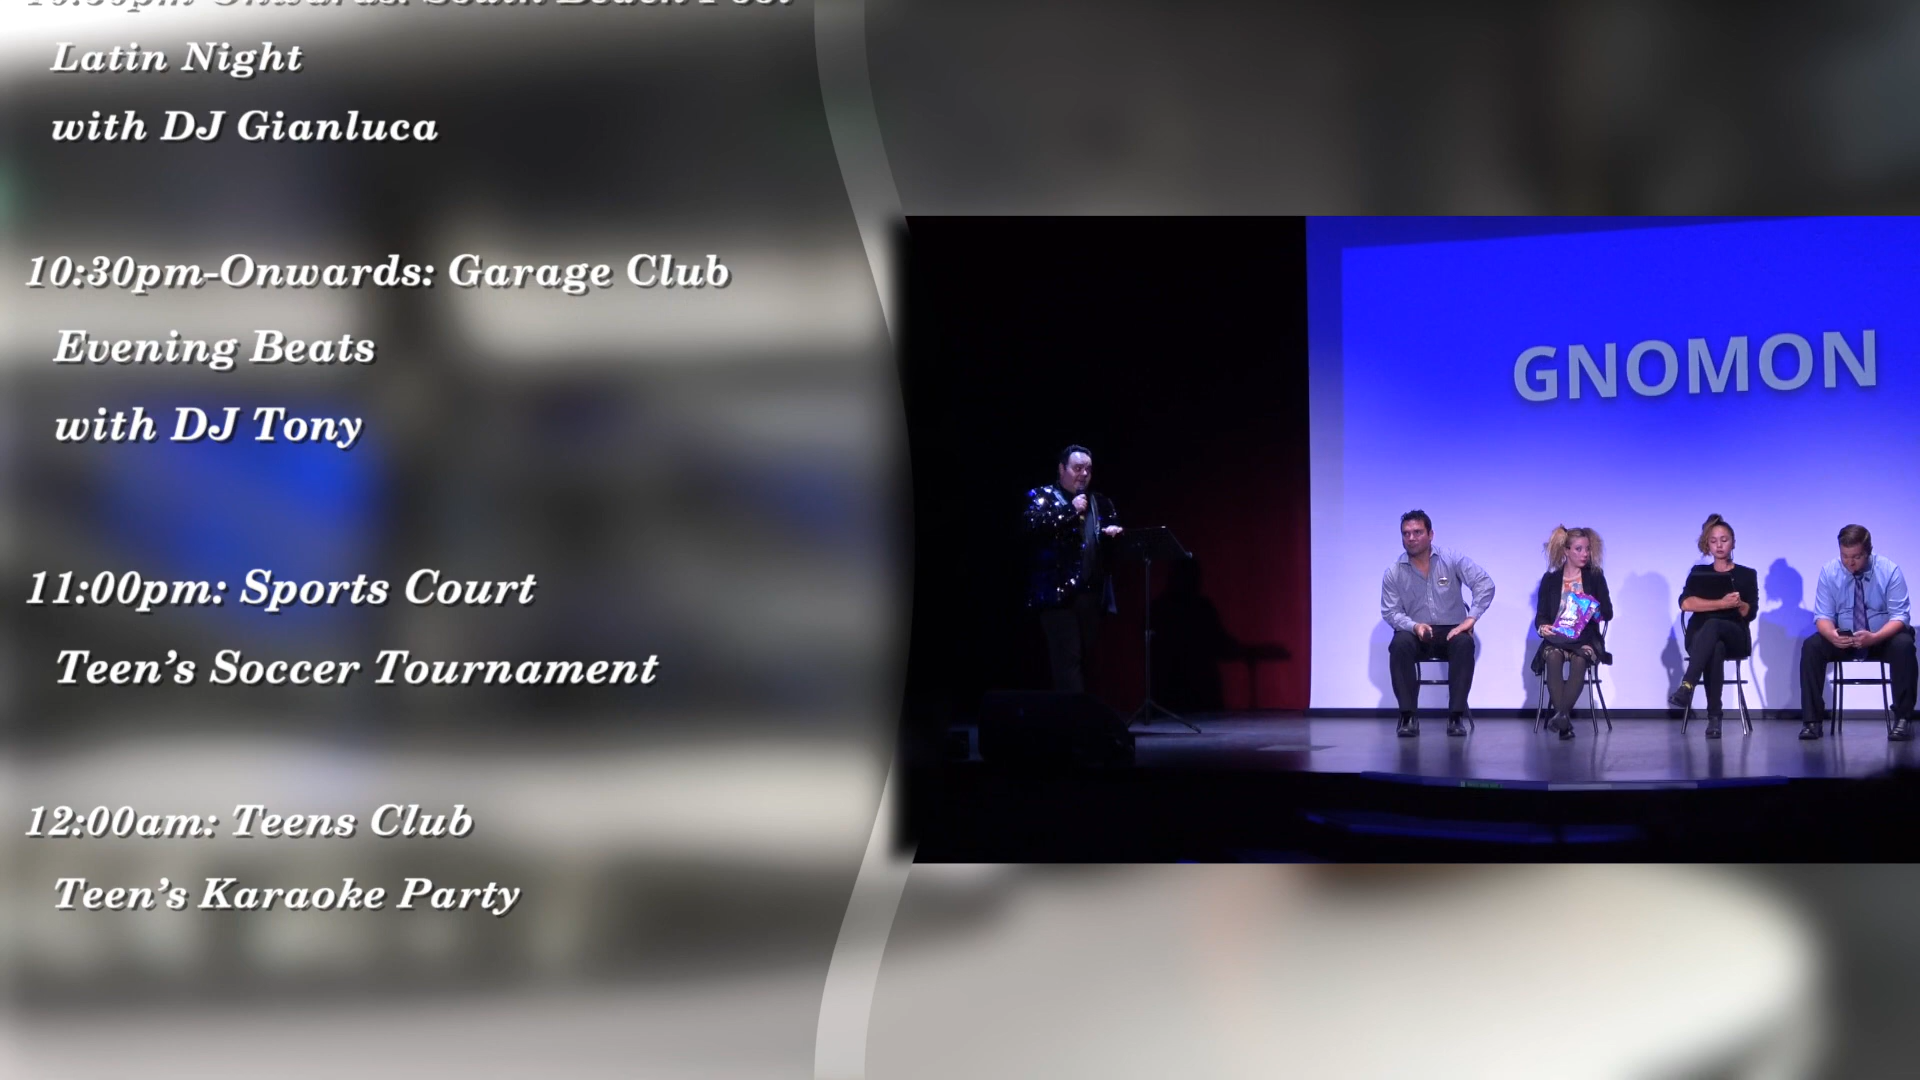 Latin Night
with DJ Gianluca
10:30pm-Onwards: Garage Club
Evening Beats
with DJ Tony
11:00pm: Sports Court
Teen's Soccer Tournament
12:00am: Teens Club
Teen's Karaoke Party
GNOMON